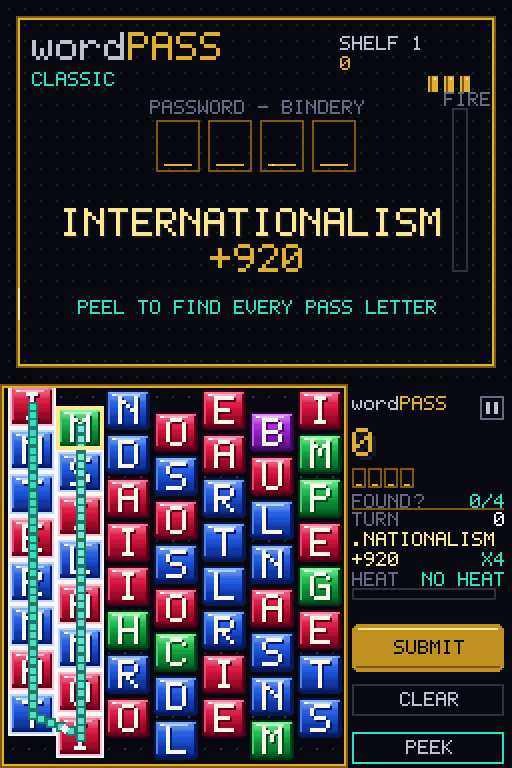 wordPASS
SHELF 1
0
CLASSIC
FIRE
PASSWORD - BINDERY
INTERNATIONALISM
+920
PEEL TO FIND EVERY PASS LETTER
I M N O E B I
N S D S A U M
T I A O R L P
E L I S T N E
R A I O L A G
N N H C R S E
A O R D I N T
T I O L E M S
wordPASS
0
FOUND? 0/4
TURN 0
.NATIONALISM
+920 X4
HEAT NO HEAT
SUBMIT
CLEAR
PEEK